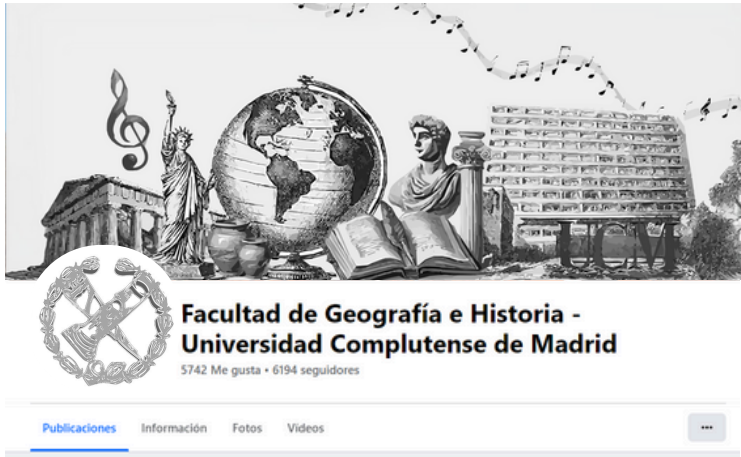 UCM
Facultad de Geografía e Historia -
Universidad Complutense de Madrid
5742 Me gusta • 6194 seguidores
Publicaciones Información Fotos Vídeos